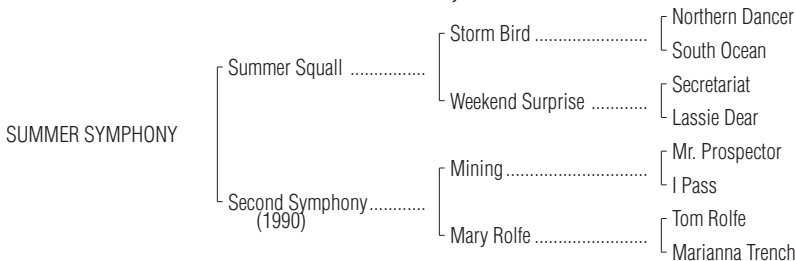 Northern Dancer
Storm Bird ........................
South Ocean
Summer Squall ................
Secretariat
Weekend Surprise ............
Lassie Dear
SUMMER SYMPHONY
Mr. Prospector
Mining ..............................
I Pass
Second Symphony............
(1990)
Tom Rolfe
Mary Rolfe ........................
Marianna Trench